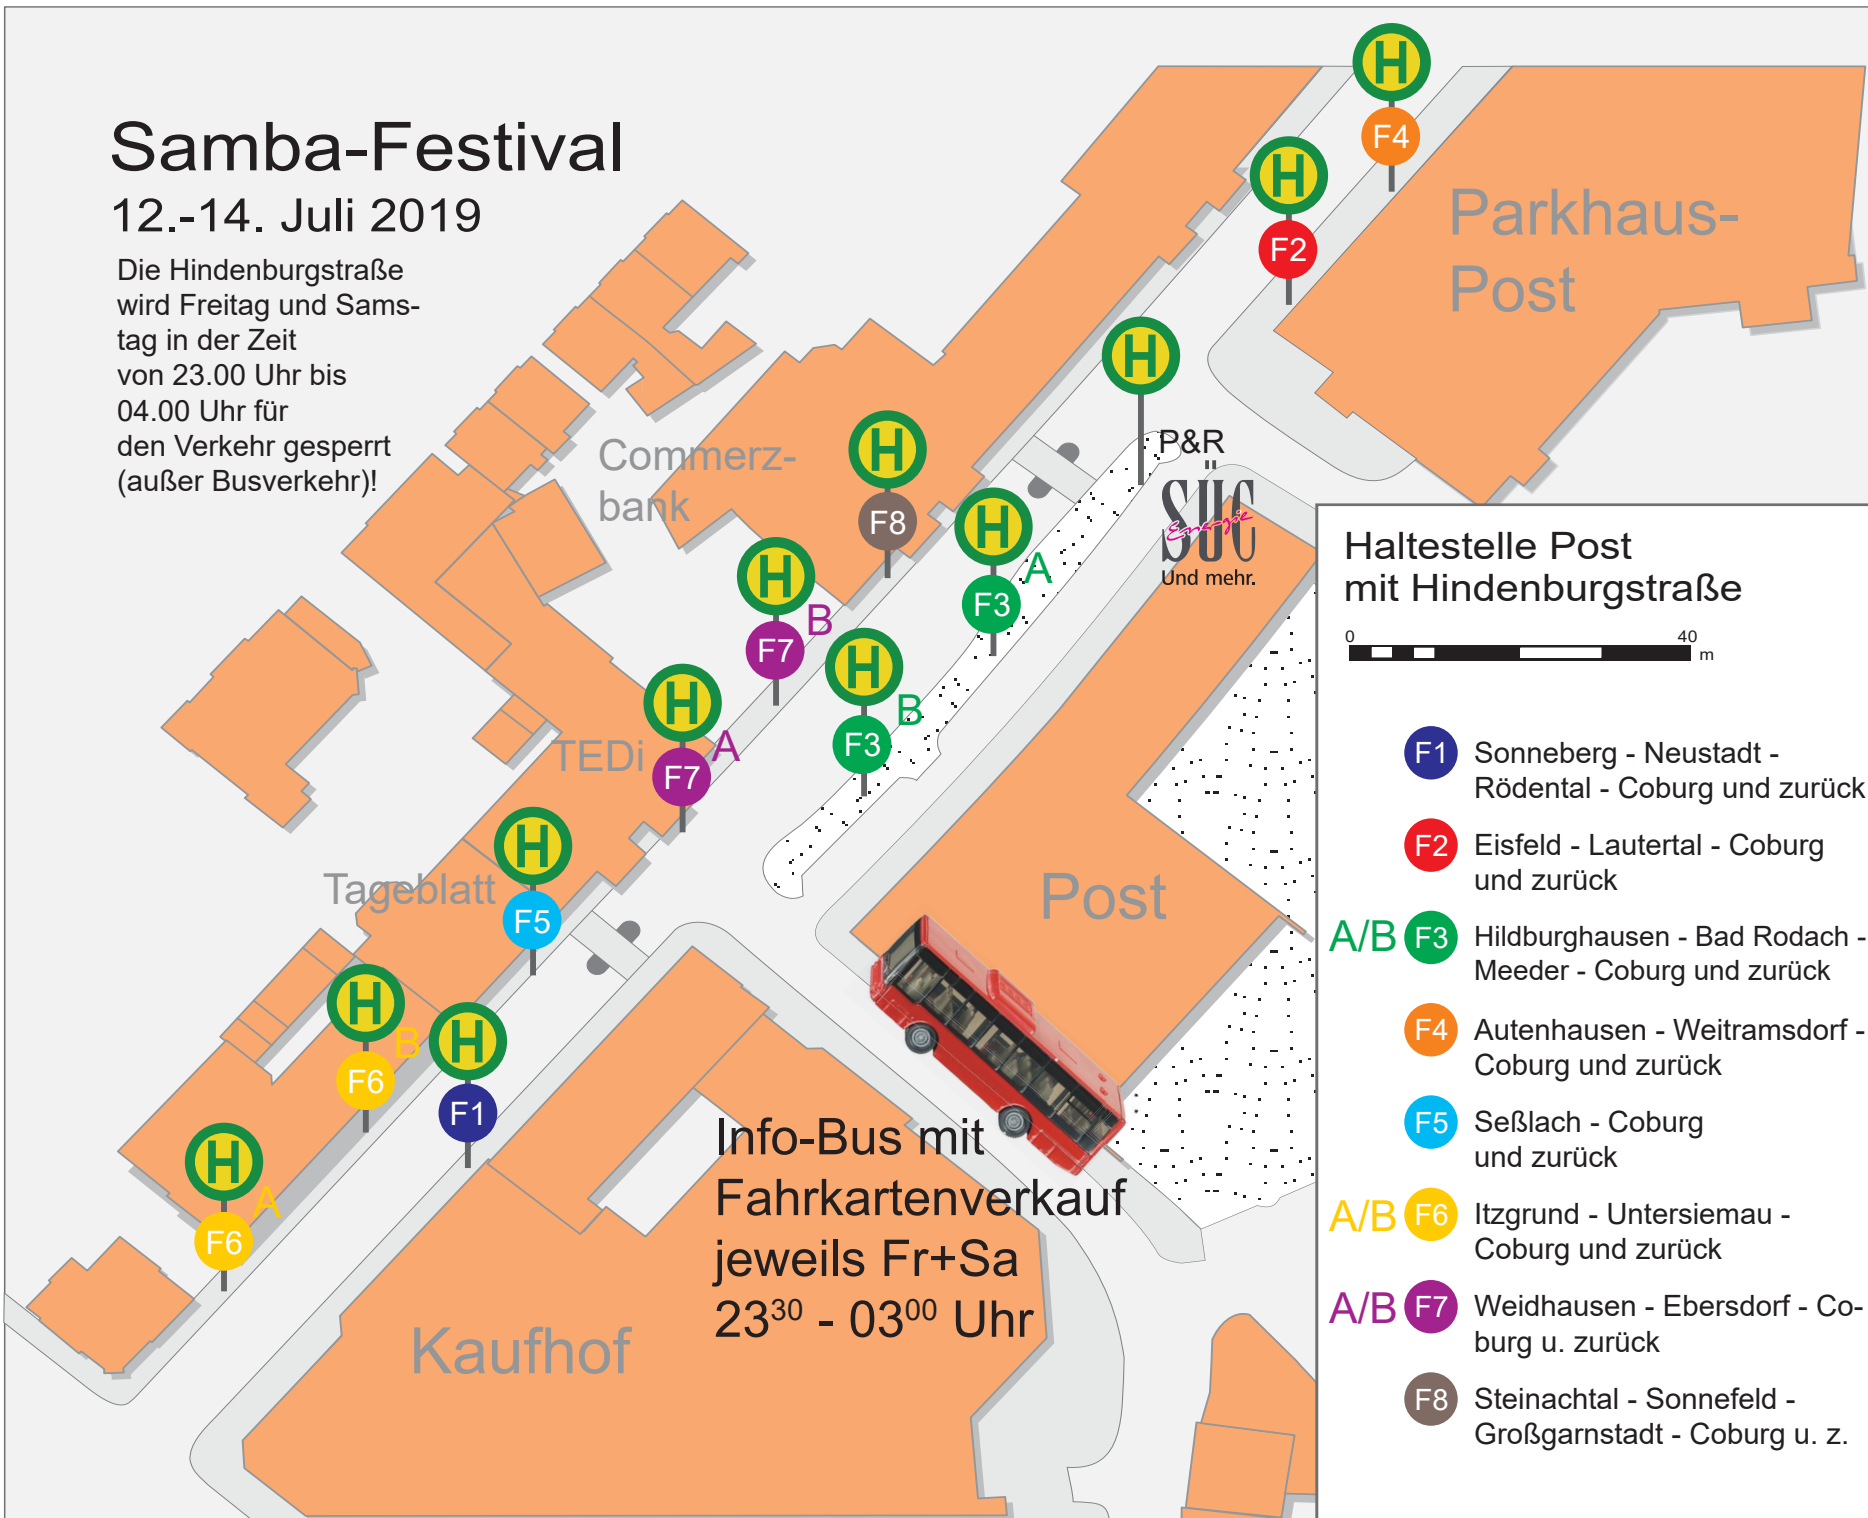 Samba-Festival
12.-14. Juli 2019
Die Hindenburgstraße
wird Freitag und Sams-
tag in der Zeit
von 23.00 Uhr bis
04.00 Uhr für
den Verkehr gesperrt
(außer Busverkehr)!
H
F4
H
F2
Parkhaus-
Post
H
P&R
SÜC
Energie
Und mehr.
Commerz-
bank
H
F8
H
A
F3
H
B
F7
H
B
F3
H
A
F7
TEDi
H
F5
Tageblatt
Post
H
B
F6
H
F1
H
A
F6
Kaufhof
Info-Bus mit
Fahrkartenverkauf
jeweils Fr+Sa
23³⁰ - 03⁰⁰ Uhr
Haltestelle Post
mit Hindenburgstraße
0 40
m
F1 Sonneberg - Neustadt -
Rödental - Coburg und zurück
F2 Eisfeld - Lautertal - Coburg
und zurück
A/B F3 Hildburghausen - Bad Rodach -
Meeder - Coburg und zurück
F4 Autenhausen - Weitramsdorf -
Coburg und zurück
F5 Seßlach - Coburg
und zurück
A/B F6 Itzgrund - Untersiemau -
Coburg und zurück
A/B F7 Weidhausen - Ebersdorf - Co-
burg u. zurück
F8 Steinachtal - Sonnefeld -
Großgarnstadt - Coburg u. z.